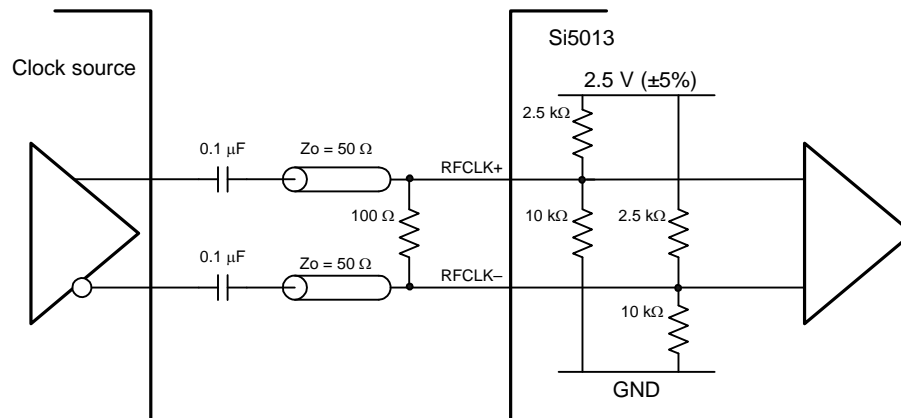 Si5013
Clock source
2.5 V (±5%)
2.5 kΩ
0.1 μF
Zo = 50 Ω
RFCLK+
100 Ω
10 kΩ
2.5 kΩ
0.1 μF
Zo = 50 Ω
RFCLK–
10 kΩ
GND